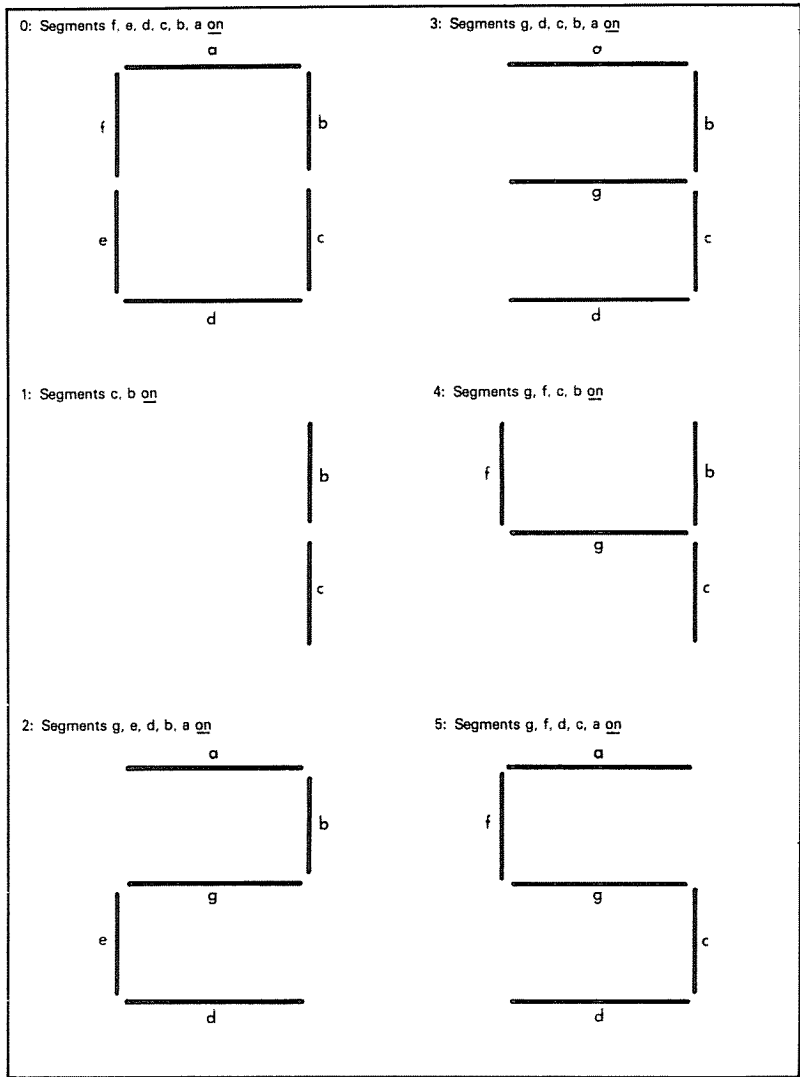 0: Segments f, e, d, c, b, a on
a
f
b
e
c
d
3: Segments g, d, c, b, a on
a
b
g
c
d
1: Segments c, b on
b
c
4: Segments g, f, c, b on
f
b
g
c
2: Segments g, e, d, b, a on
a
b
g
e
d
5: Segments g, f, d, c, a on
a
f
g
c
d